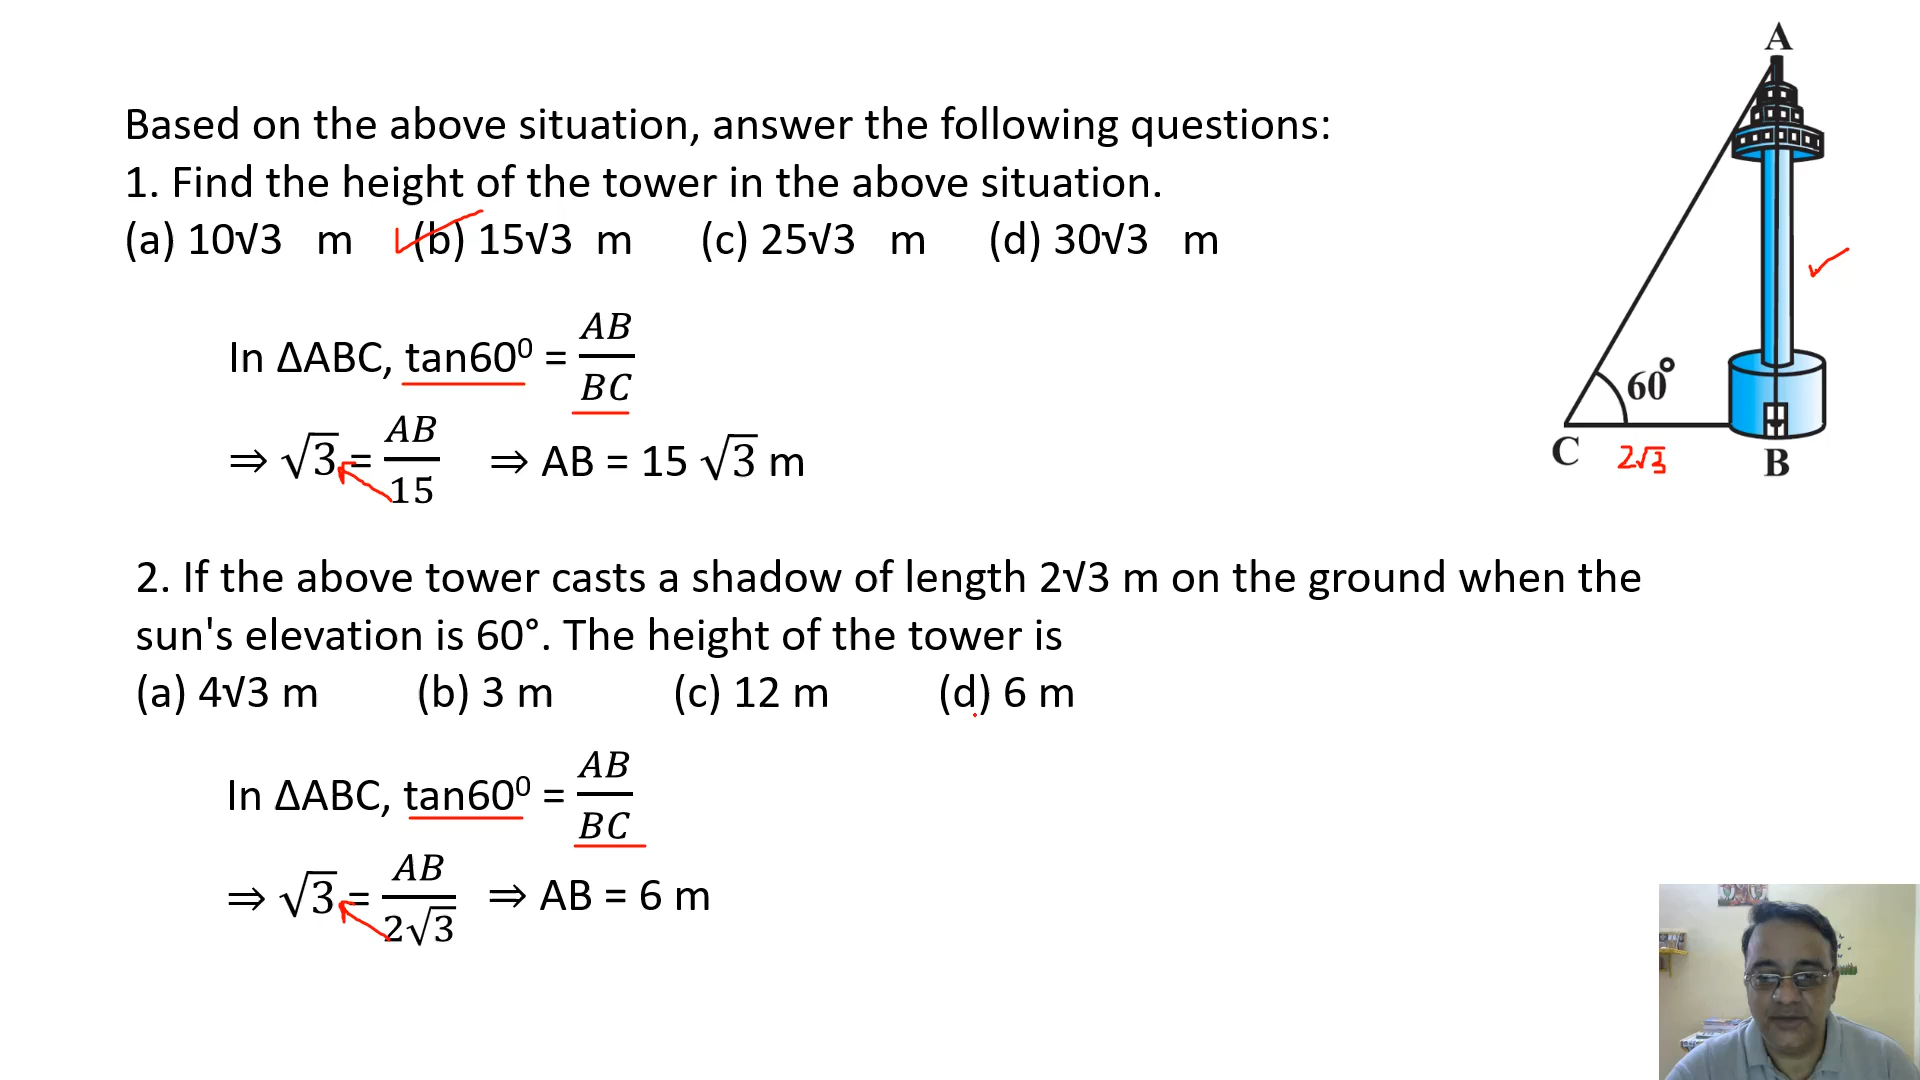 Based on the above situation, answer the following questions:
1. Find the height of the tower in the above situation.
(a) 10√3 m (b) 15√3 m (c) 25√3 m (d) 30√3 m
In ΔABC, tan60⁰ = AB/BC
⇒ √3 = AB/15 ⇒ AB = 15 √3 m
2. If the above tower casts a shadow of length 2√3 m on the ground when the
sun's elevation is 60°. The height of the tower is
(a) 4√3 m (b) 3 m (c) 12 m (d) 6 m
In ΔABC, tan60⁰ = AB/BC
⇒ √3 = AB/2√3 ⇒ AB = 6 m
A
60°
C 2√3 B